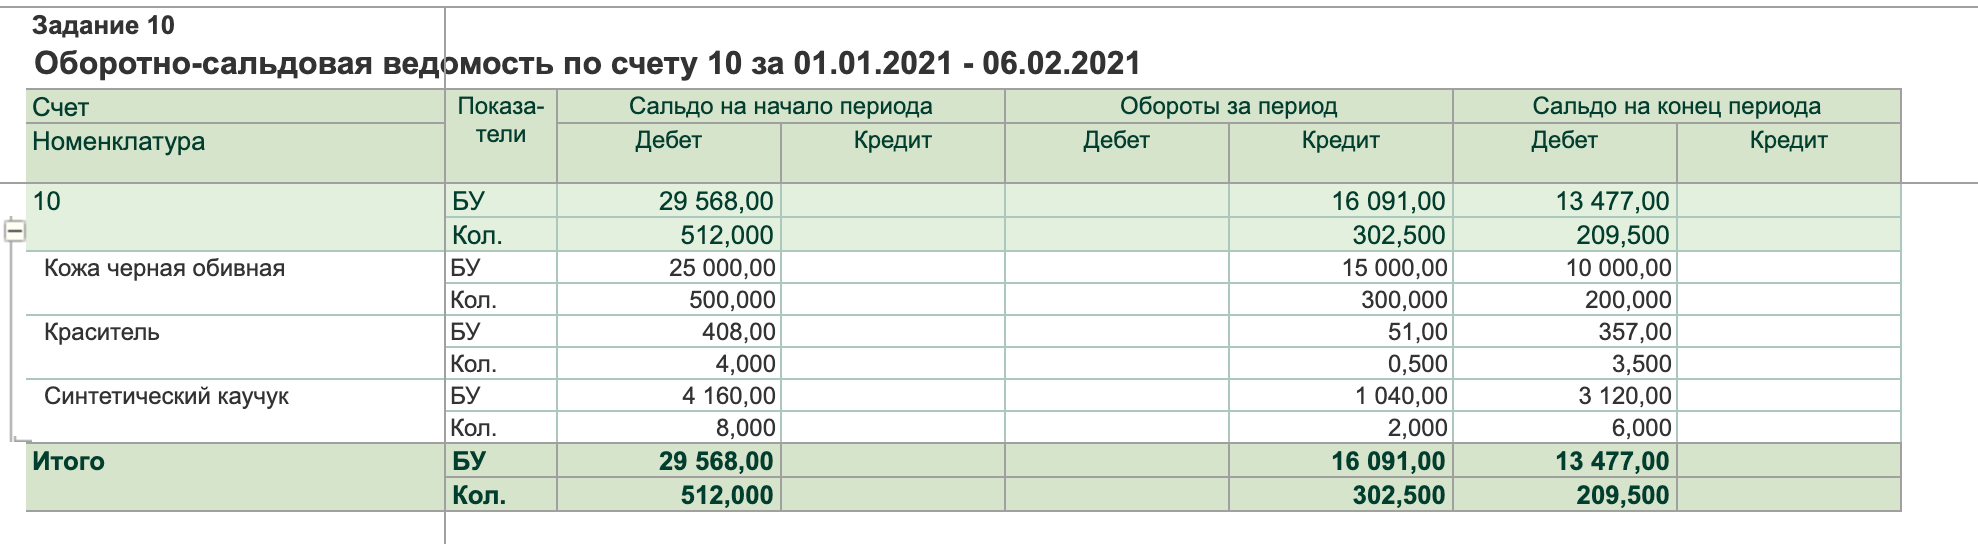 Задание 10
Оборотно-сальдовая ведомость по счету 10 за 01.01.2021 - 06.02.2021
Счет Показа- Сальдо на начало периода Обороты за период Сальдо на конец периода
Номенклатура тели Дебет Кредит Дебет Кредит Дебет Кредит
10 БУ 29 568,00 16 091,00 13 477,00
Кол. 512,000 302,500 209,500
Кожа черная обивная БУ 25 000,00 15 000,00 10 000,00
Кол. 500,000 300,000 200,000
Краситель БУ 408,00 51,00 357,00
Кол. 4,000 0,500 3,500
Синтетический каучук БУ 4 160,00 1 040,00 3 120,00
Кол. 8,000 2,000 6,000
Итого БУ 29 568,00 16 091,00 13 477,00
Кол. 512,000 302,500 209,500